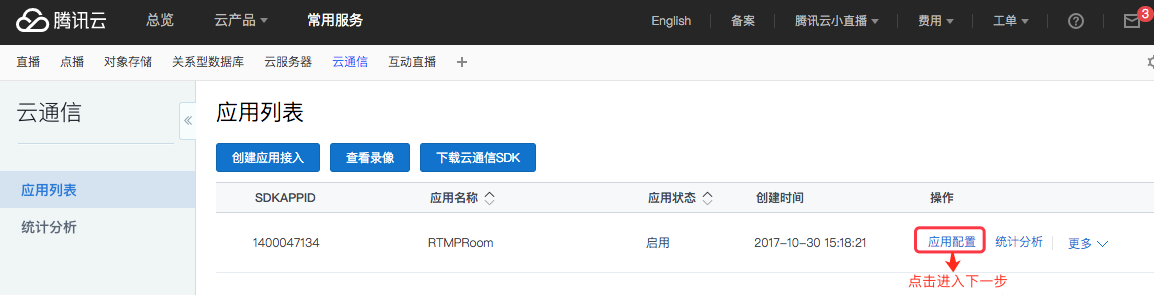 腾讯云 总览 云产品 常用服务 English 备案 腾讯云小直播 费用 工单 3
直播 点播 对象存储 关系型数据库 云服务器 云通信 互动直播
云通信
应用列表
创建应用接入 查看录像 下载云通信SDK
应用列表
统计分析
SDKAPPID 应用名称 应用状态 创建时间 操作
1400047134 RTMPRoom 启用 2017-10-30 15:18:21 应用配置 统计分析 更多
点击进入下一步